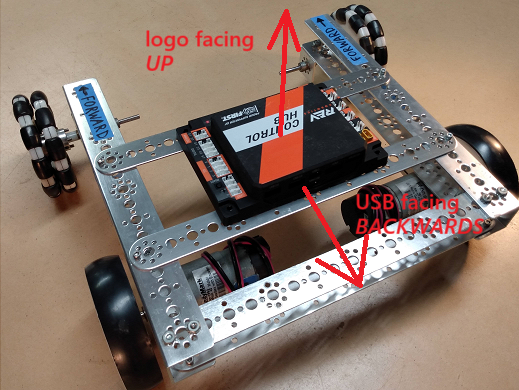 logo facing
UP
FORWARD
FORWARD
REV
CONTROL
HUB
FIRST
USB facing
BACKWARDS